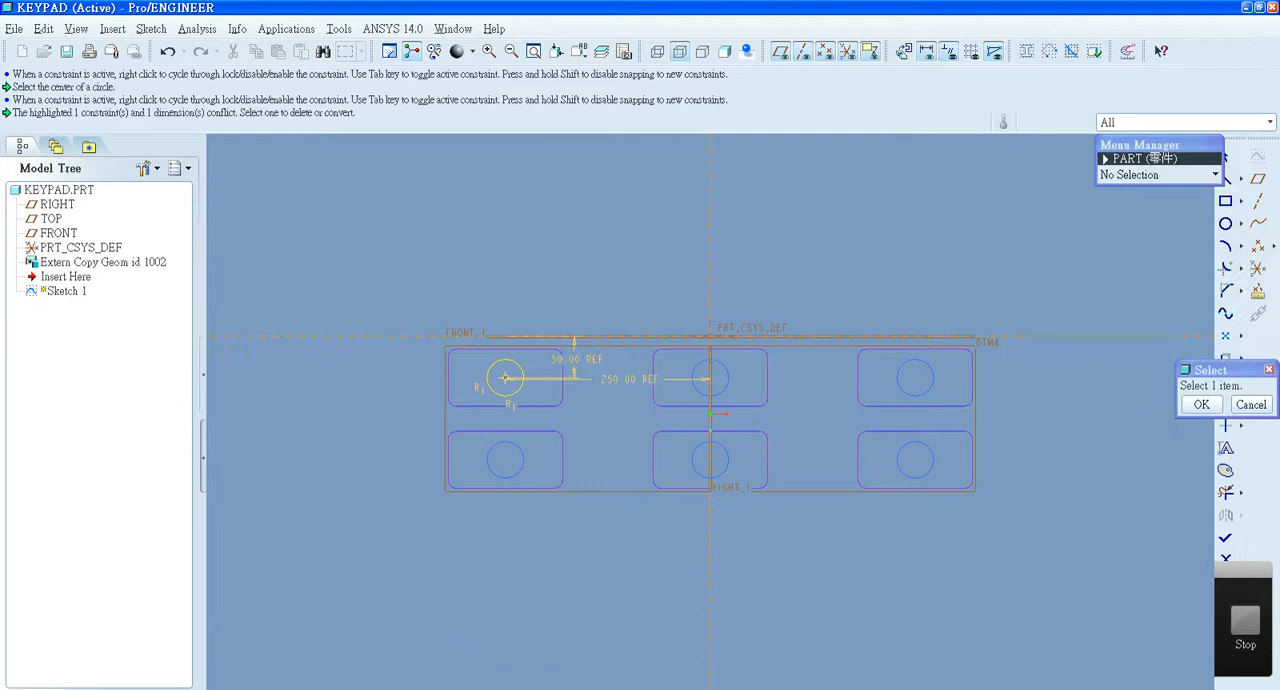 KEYPAD (Active) - Pro/ENGINEER
File Edit View Insert Sketch Analysis Info Applications Tools ANSYS 14.0 Window Help
• When a constraint is active, right click to cycle through lock/disable/enable the constraint. Use Tab key to toggle active constraint. Press and hold Shift to disable snapping to new constraints.
Select the center of a circle.
• When a constraint is active, right click to cycle through lock/disable/enable the constraint. Use Tab key to toggle active constraint. Press and hold Shift to disable snapping to new constraints.
The highlighted 1 constraint(s) and 1 dimension(s) conflict. Select one to delete or convert.
All
Menu Manager
PART (零件)
No Selection
Model Tree
KEYPAD.PRT
RIGHT
TOP
FRONT
PRT_CSYS_DEF
Extern Copy Geom id 1002
Insert Here
*Sketch 1
FRONT_1
PRT_CSYS_DEF
DTM4
50.00 REF
250.00 REF
R1
R1
RIGHT_1
Select
Select 1 item.
OK Cancel
Stop